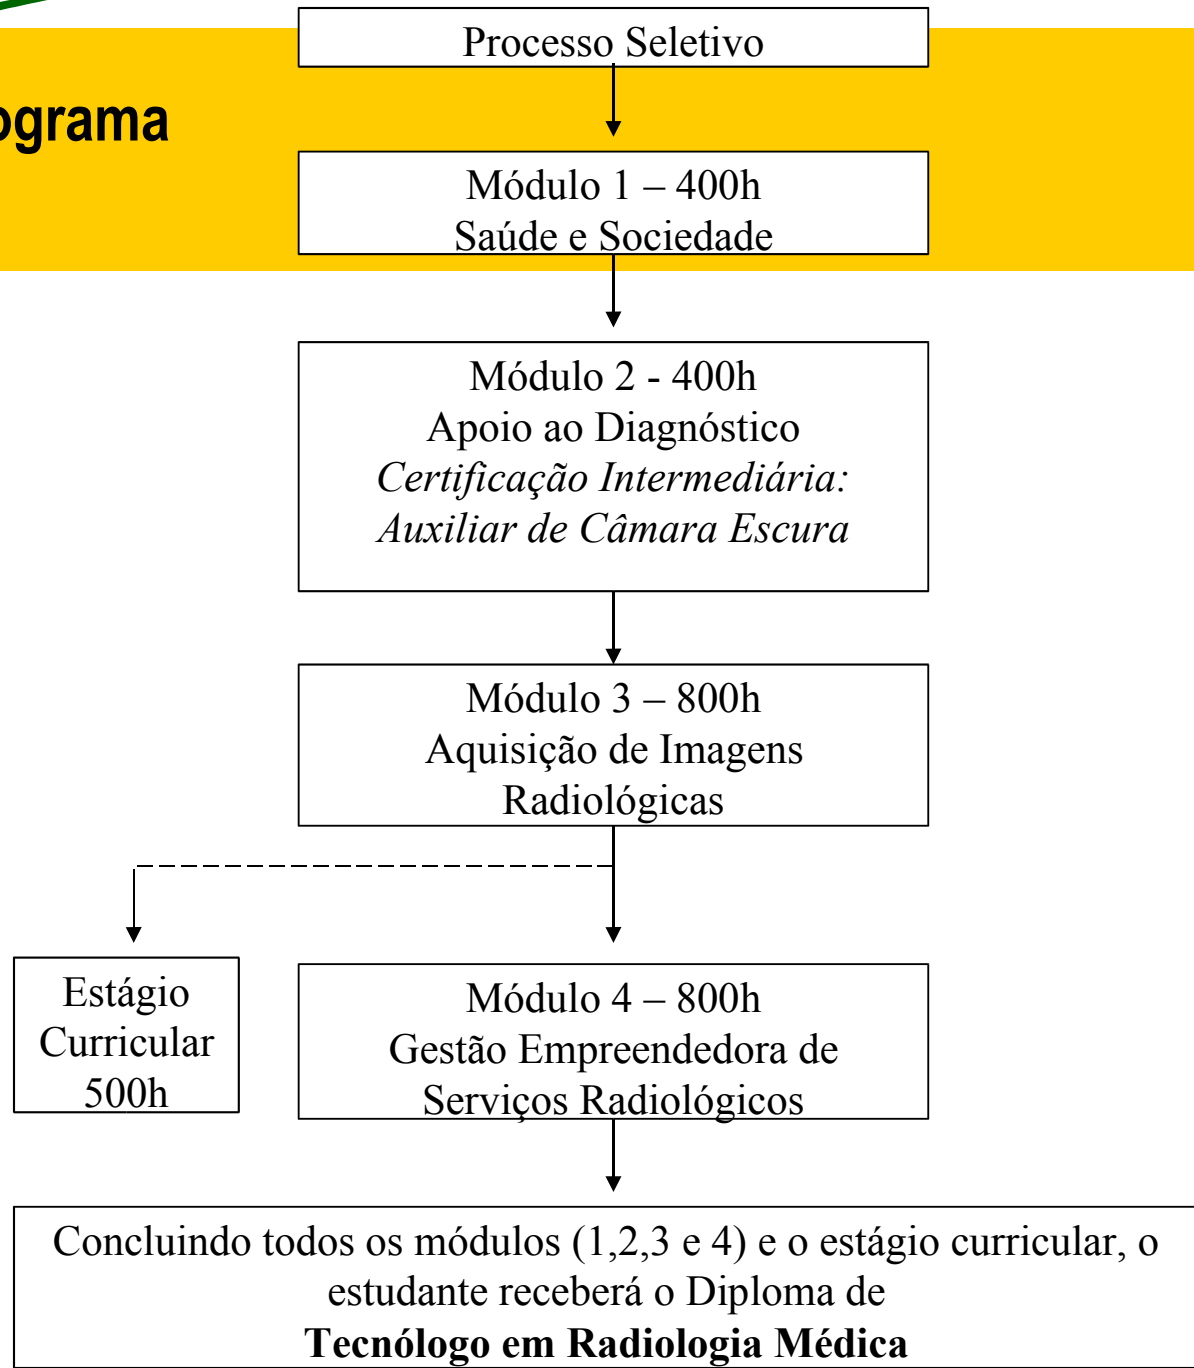 Processo Seletivo
ograma
Módulo 1 – 400h
Saúde e Sociedade
Módulo 2 - 400h
Apoio ao Diagnóstico
Certificação Intermediária:
Auxiliar de Câmara Escura
Módulo 3 – 800h
Aquisição de Imagens
Radiológicas
Estágio
Curricular
500h
Módulo 4 – 800h
Gestão Empreendedora de
Serviços Radiológicos
Concluindo todos os módulos (1,2,3 e 4) e o estágio curricular, o
estudante receberá o Diploma de
Tecnólogo em Radiologia Médica